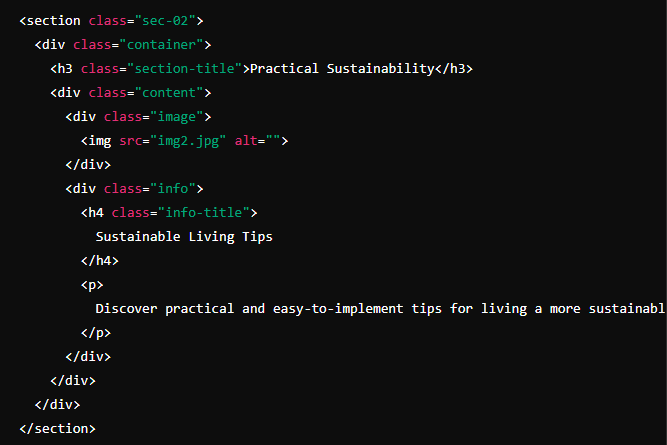 <section class="sec-02">
<div class="container">
<h3 class="section-title">Practical Sustainability</h3>
<div class="content">
<div class="image">
<img src="img2.jpg" alt="">
</div>
<div class="info">
<h4 class="info-title">
Sustainable Living Tips
</h4>
<p>
Discover practical and easy-to-implement tips for living a more sustainabl
</p>
</div>
</div>
</div>
</section>